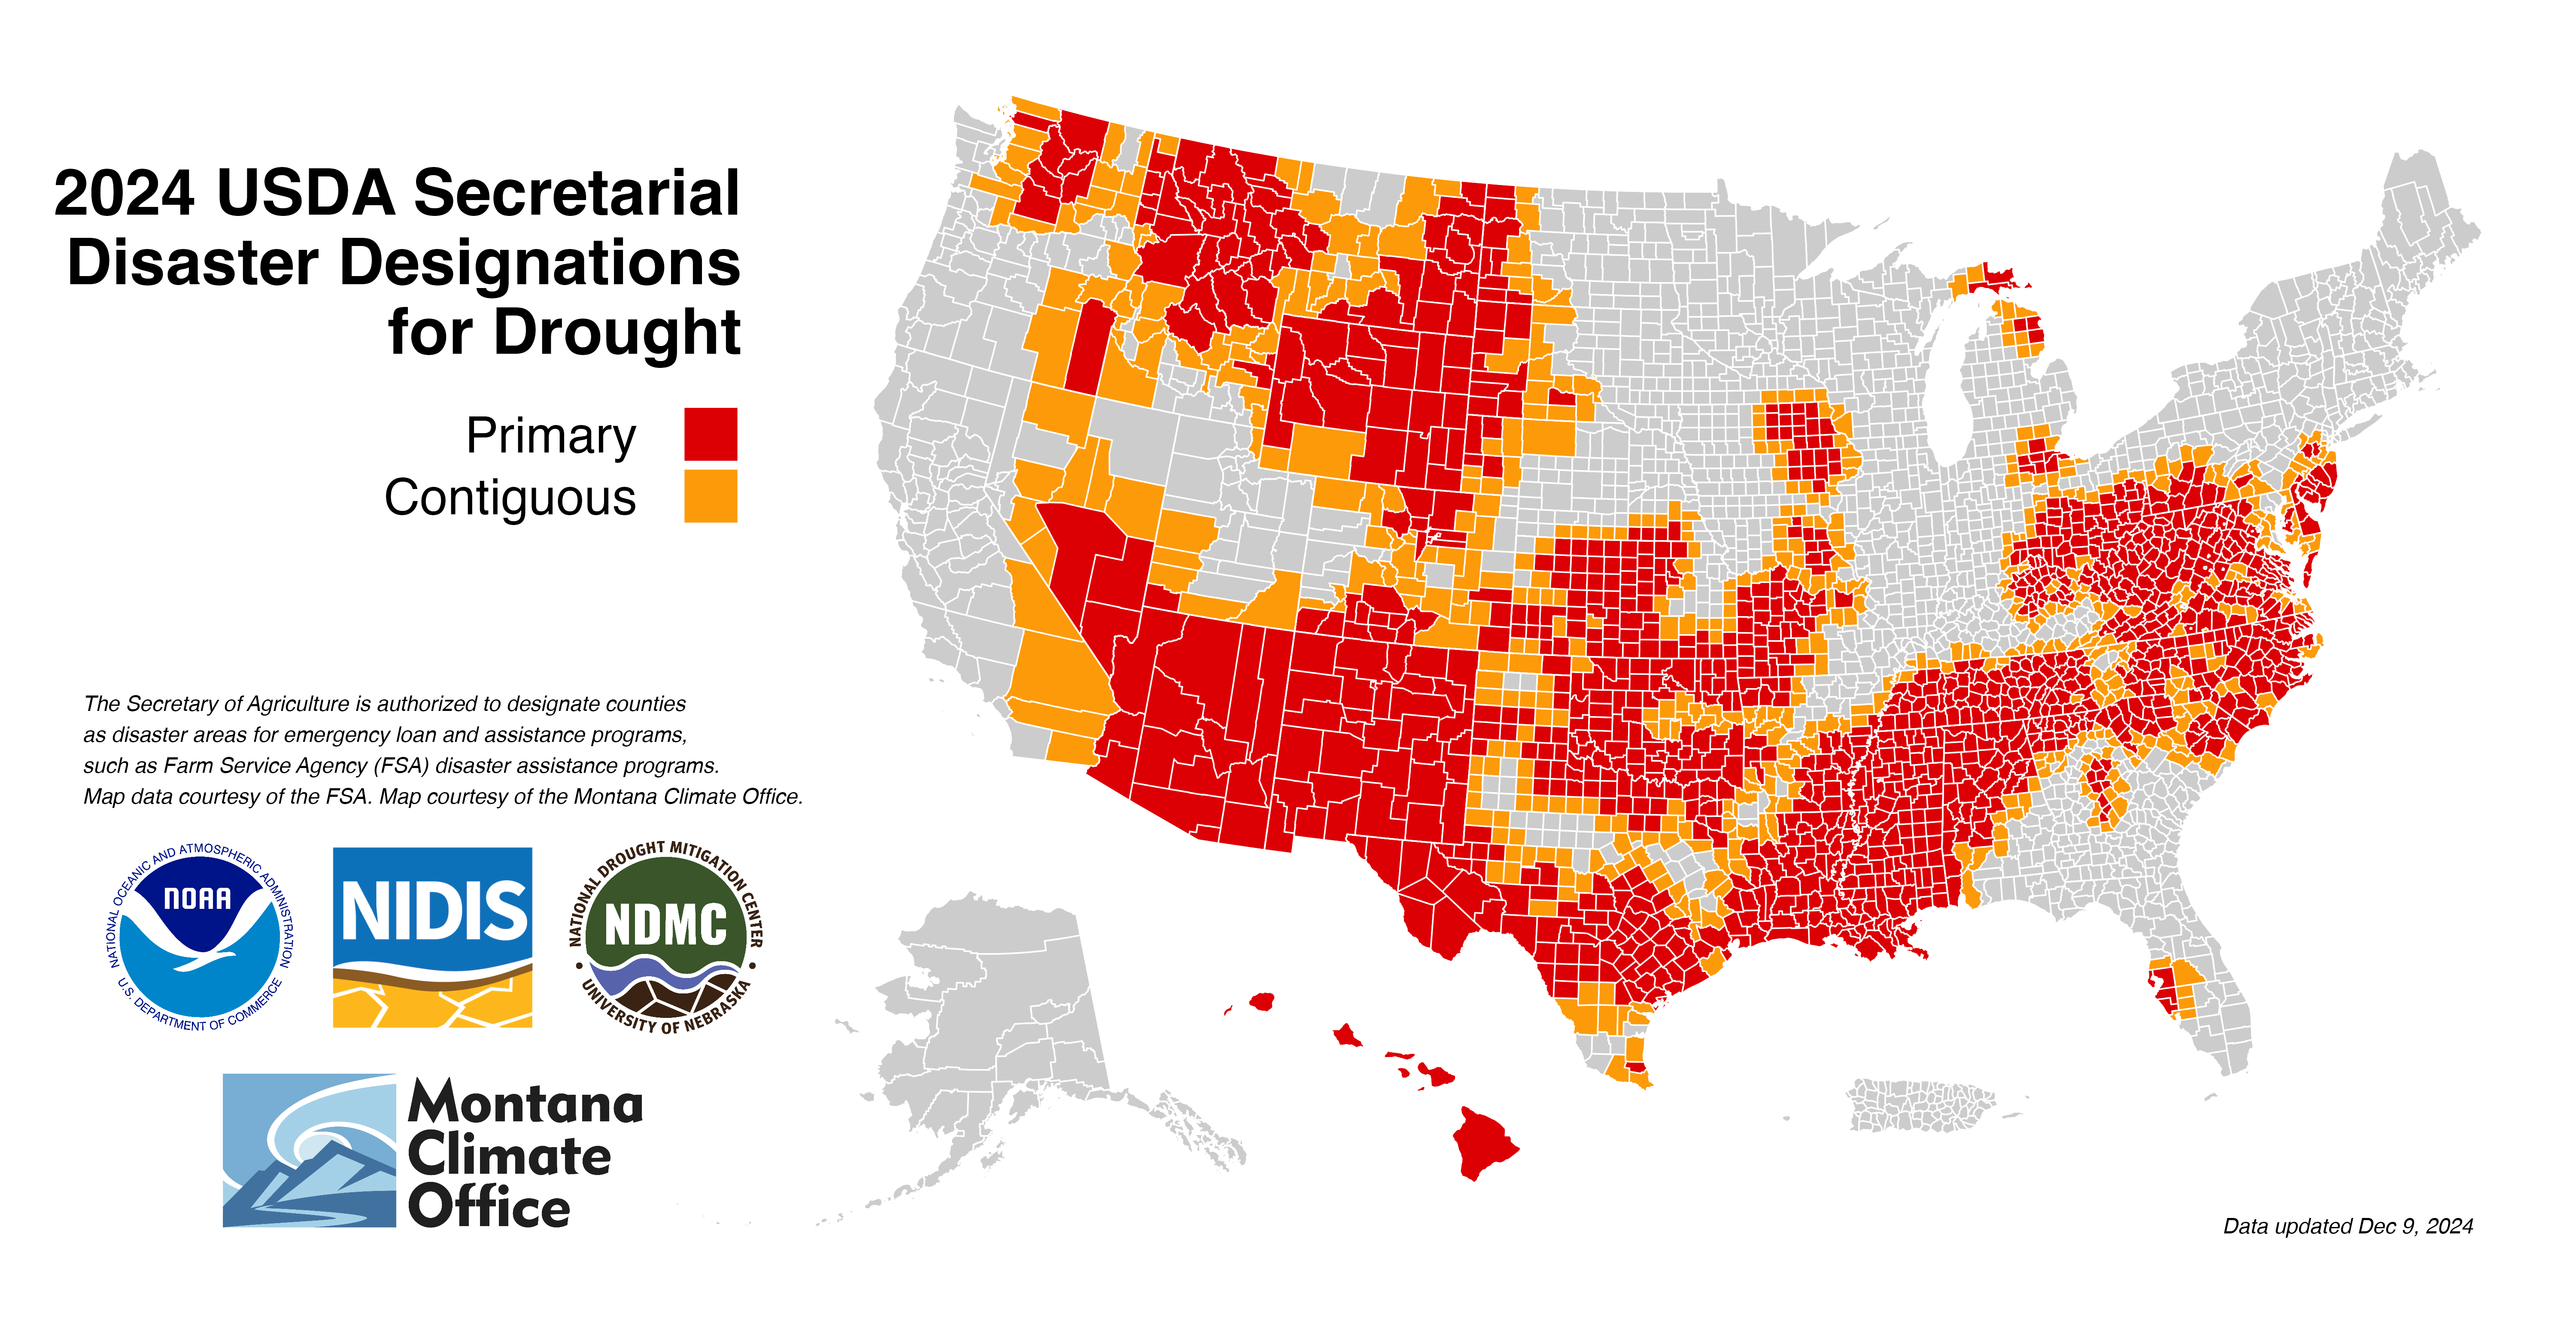 2024 USDA Secretarial
Disaster Designations
for Drought
Primary
Contiguous
The Secretary of Agriculture is authorized to designate counties
as disaster areas for emergency loan and assistance programs,
such as Farm Service Agency (FSA) disaster assistance programs.
Map data courtesy of the FSA. Map courtesy of the Montana Climate Office.
NATIONAL OCEANIC AND ATMOSPHERIC ADMINISTRATION
NOAA
U.S. DEPARTMENT OF COMMERCE
NIDIS
NATIONAL DROUGHT MITIGATION CENTER
NDMC
UNIVERSITY OF NEBRASKA
Montana
Climate
Office
Data updated Dec 9, 2024